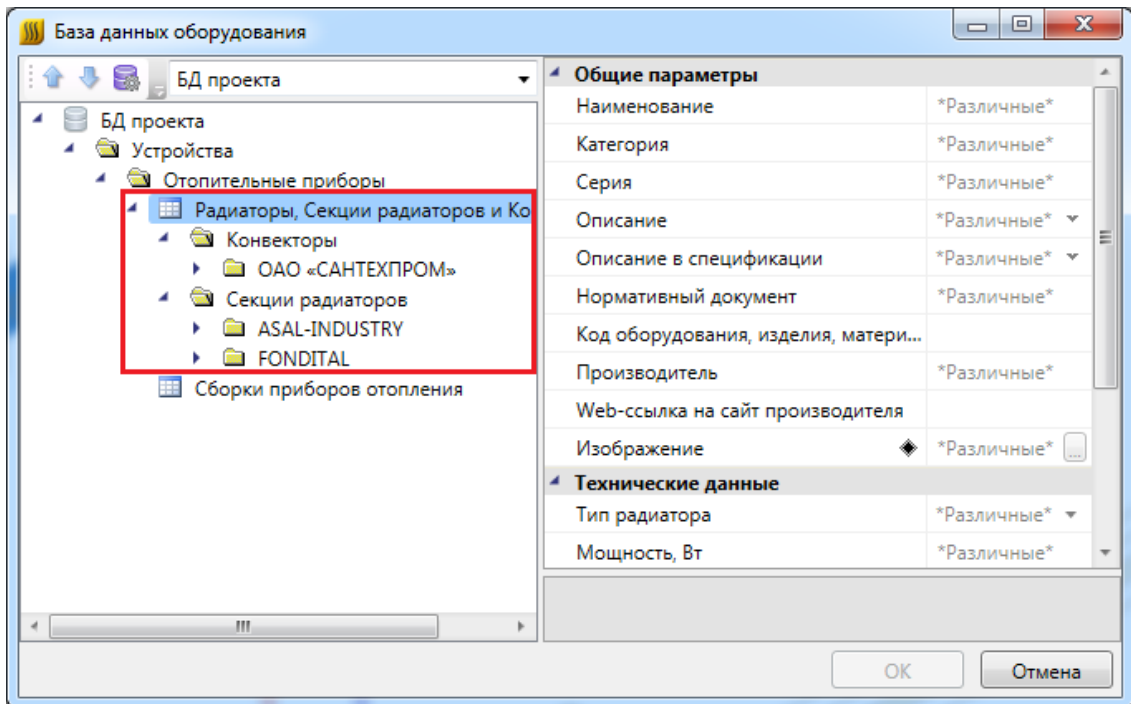 База данных оборудования
БД проекта
БД проекта
Устройства
Отопительные приборы
Радиаторы, Секции радиаторов и Ко
Конвекторы
ОАО «САНТЕХПРОМ»
Секции радиаторов
ASAL-INDUSTRY
FONDITAL
Сборки приборов отопления
Общие параметры
Наименование *Различные*
Категория *Различные*
Серия *Различные*
Описание *Различные*
Описание в спецификации *Различные*
Нормативный документ *Различные*
Код оборудования, изделия, матери...
Производитель *Различные*
Web-ссылка на сайт производителя
Изображение *Различные* ...
Технические данные
Тип радиатора *Различные*
Мощность, Вт *Различные*
OK Отмена